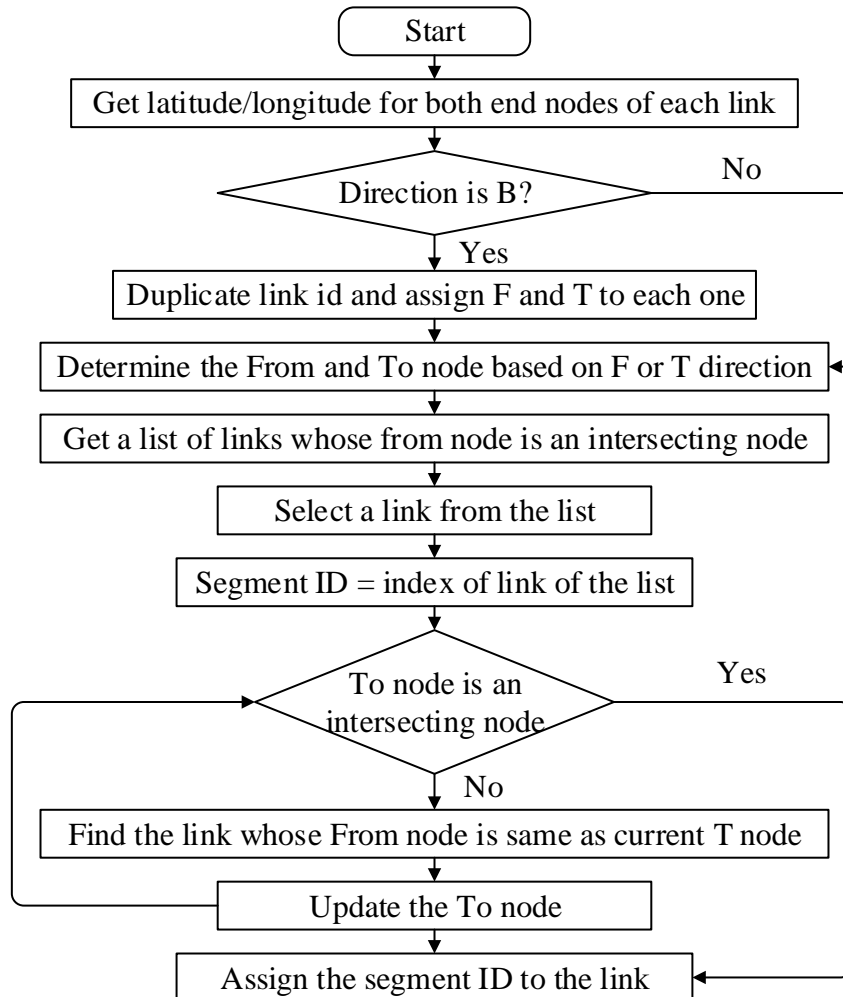 Start
Get latitude/longitude for both end nodes of each link
Direction is B?
No
Yes
Duplicate link id and assign F and T to each one
Determine the From and To node based on F or T direction
Get a list of links whose from node is an intersecting node
Select a link from the list
Segment ID = index of link of the list
To node is an
intersecting node
Yes
No
Find the link whose From node is same as current T node
Update the To node
Assign the segment ID to the link